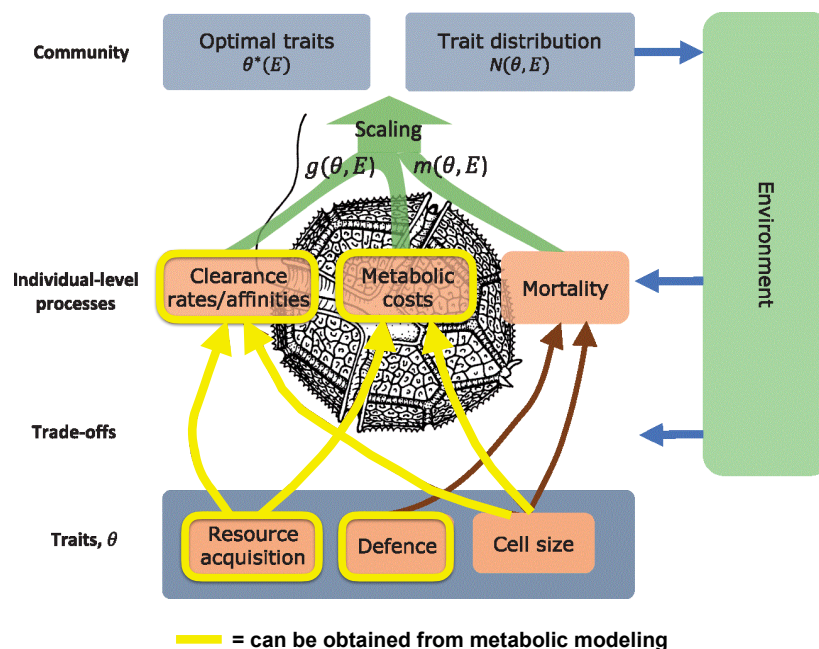 Community
Optimal traits
θ*(E)
Trait distribution
N(θ, E)
Scaling
g(θ, E)
m(θ, E)
Environment
Individual-level
processes
Clearance
rates/affinities
Metabolic
costs
Mortality
Trade-offs
Traits, θ
Resource
acquisition
Defence
Cell size
= can be obtained from metabolic modeling